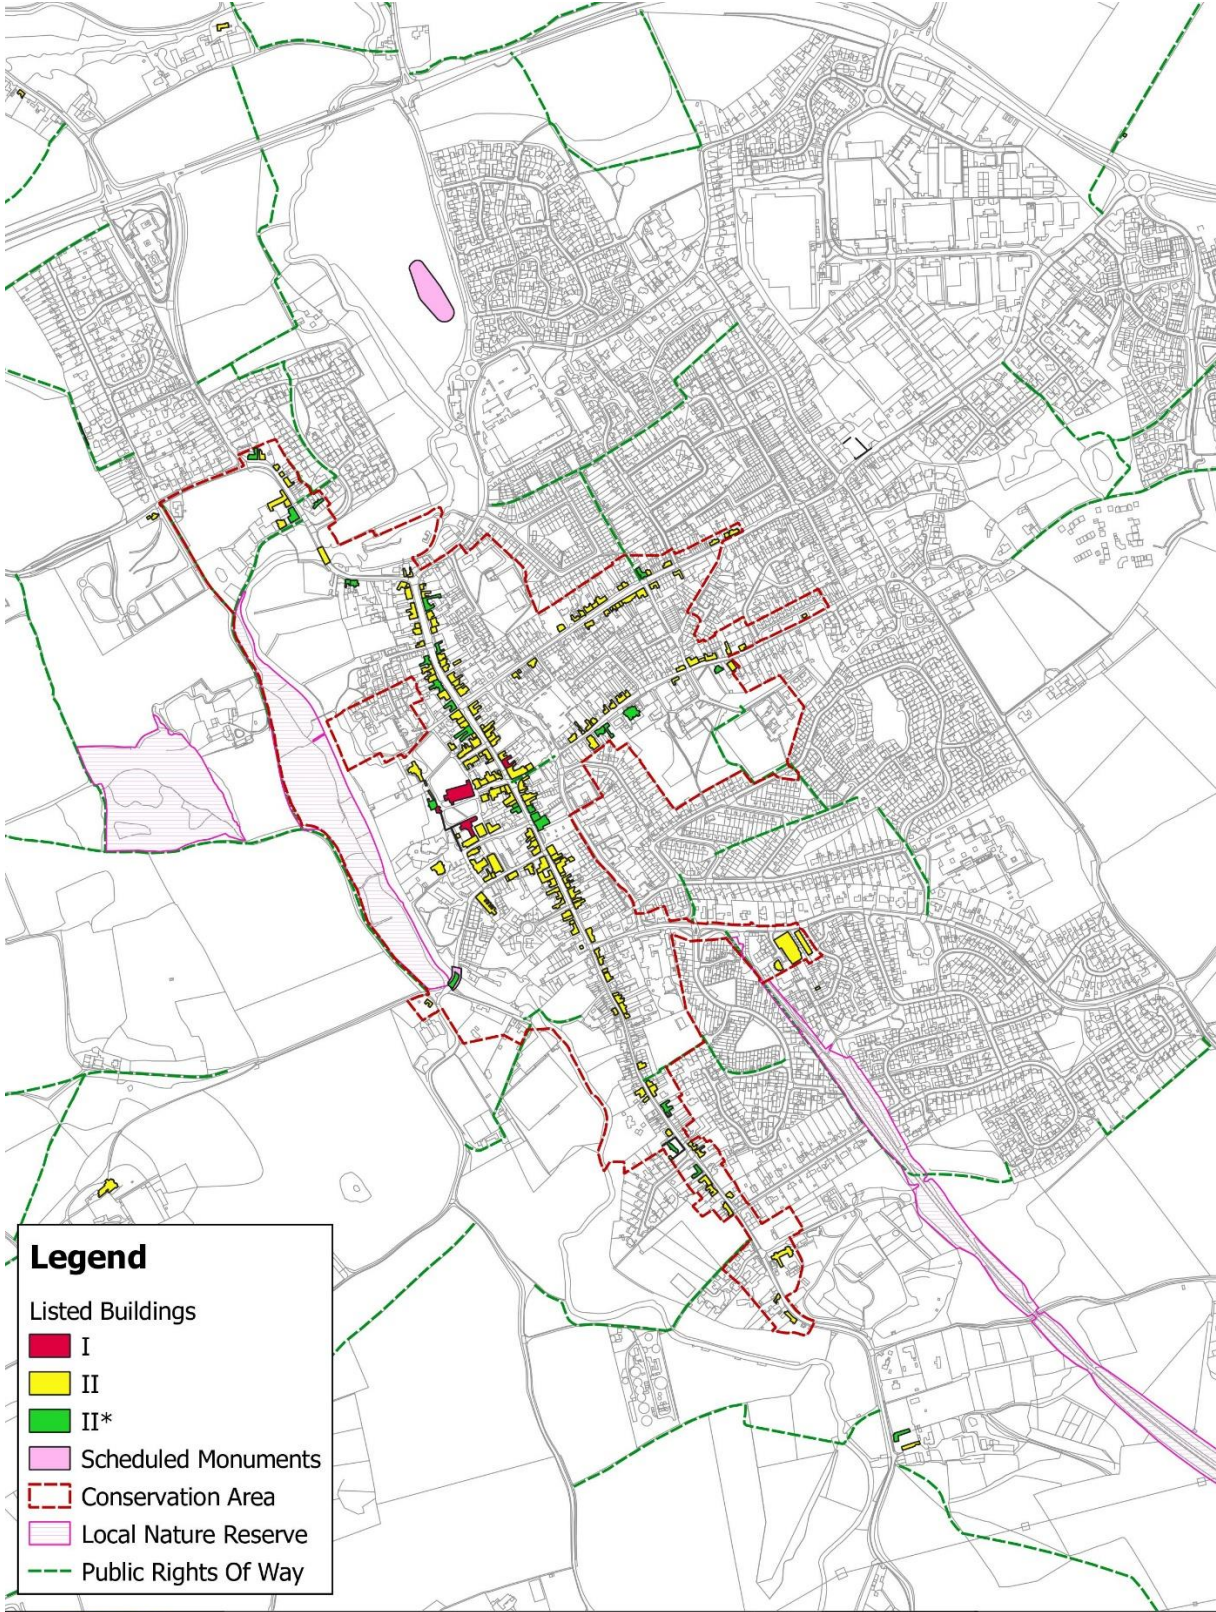 Legend
Listed Buildings
I
II
II*
Scheduled Monuments
Conservation Area
Local Nature Reserve
Public Rights Of Way